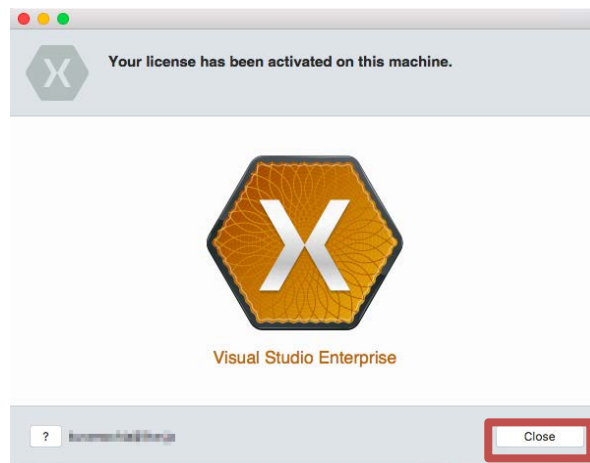 Your license has been activated on this machine.
X
X
Visual Studio Enterprise
?
Close